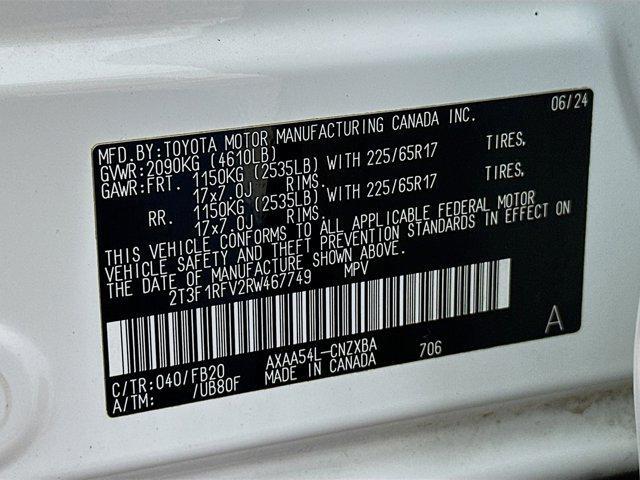 06/24
MFD.BY:TOYOTA MOTOR MANUFACTURING CANADA INC.
GVWR:2090KG (4610LB)
GAWR:FRT. 1150KG (2535LB) WITH 225/65R17 TIRES,
17x7.0J RIMS.
RR. 1150KG (2535LB) WITH 225/65R17 TIRES,
17x7.0J RIMS.
THIS VEHICLE CONFORMS TO ALL APPLICABLE FEDERAL MOTOR
VEHICLE SAFETY AND THEFT PREVENTION STANDARDS IN EFFECT ON
THE DATE OF MANUFACTURE SHOWN ABOVE.
2T3F1RFV2RW467749 MPV
C/TR:040/FB20 AXAA54L-CNZXBA 706 A
A/TM: /UB80F MADE IN CANADA